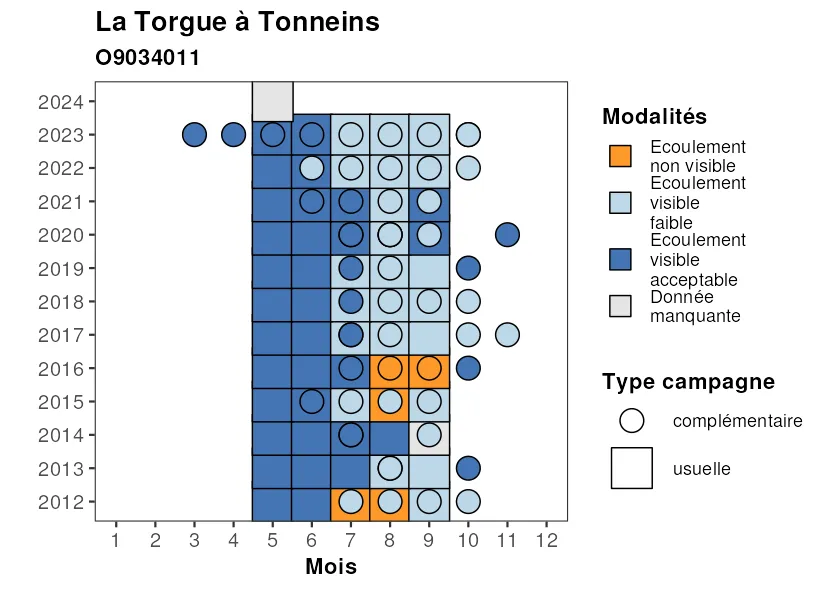 La Torgue à Tonneins
O9034011
2024
2023
2022
2021
2020
2019
2018
2017
2016
2015
2014
2013
2012
1 2 3 4 5 6 7 8 9 10 11 12
Mois
Modalités
Ecoulement
non visible
Ecoulement
visible
faible
Ecoulement
visible
acceptable
Donnée
manquante
Type campagne
complémentaire
usuelle